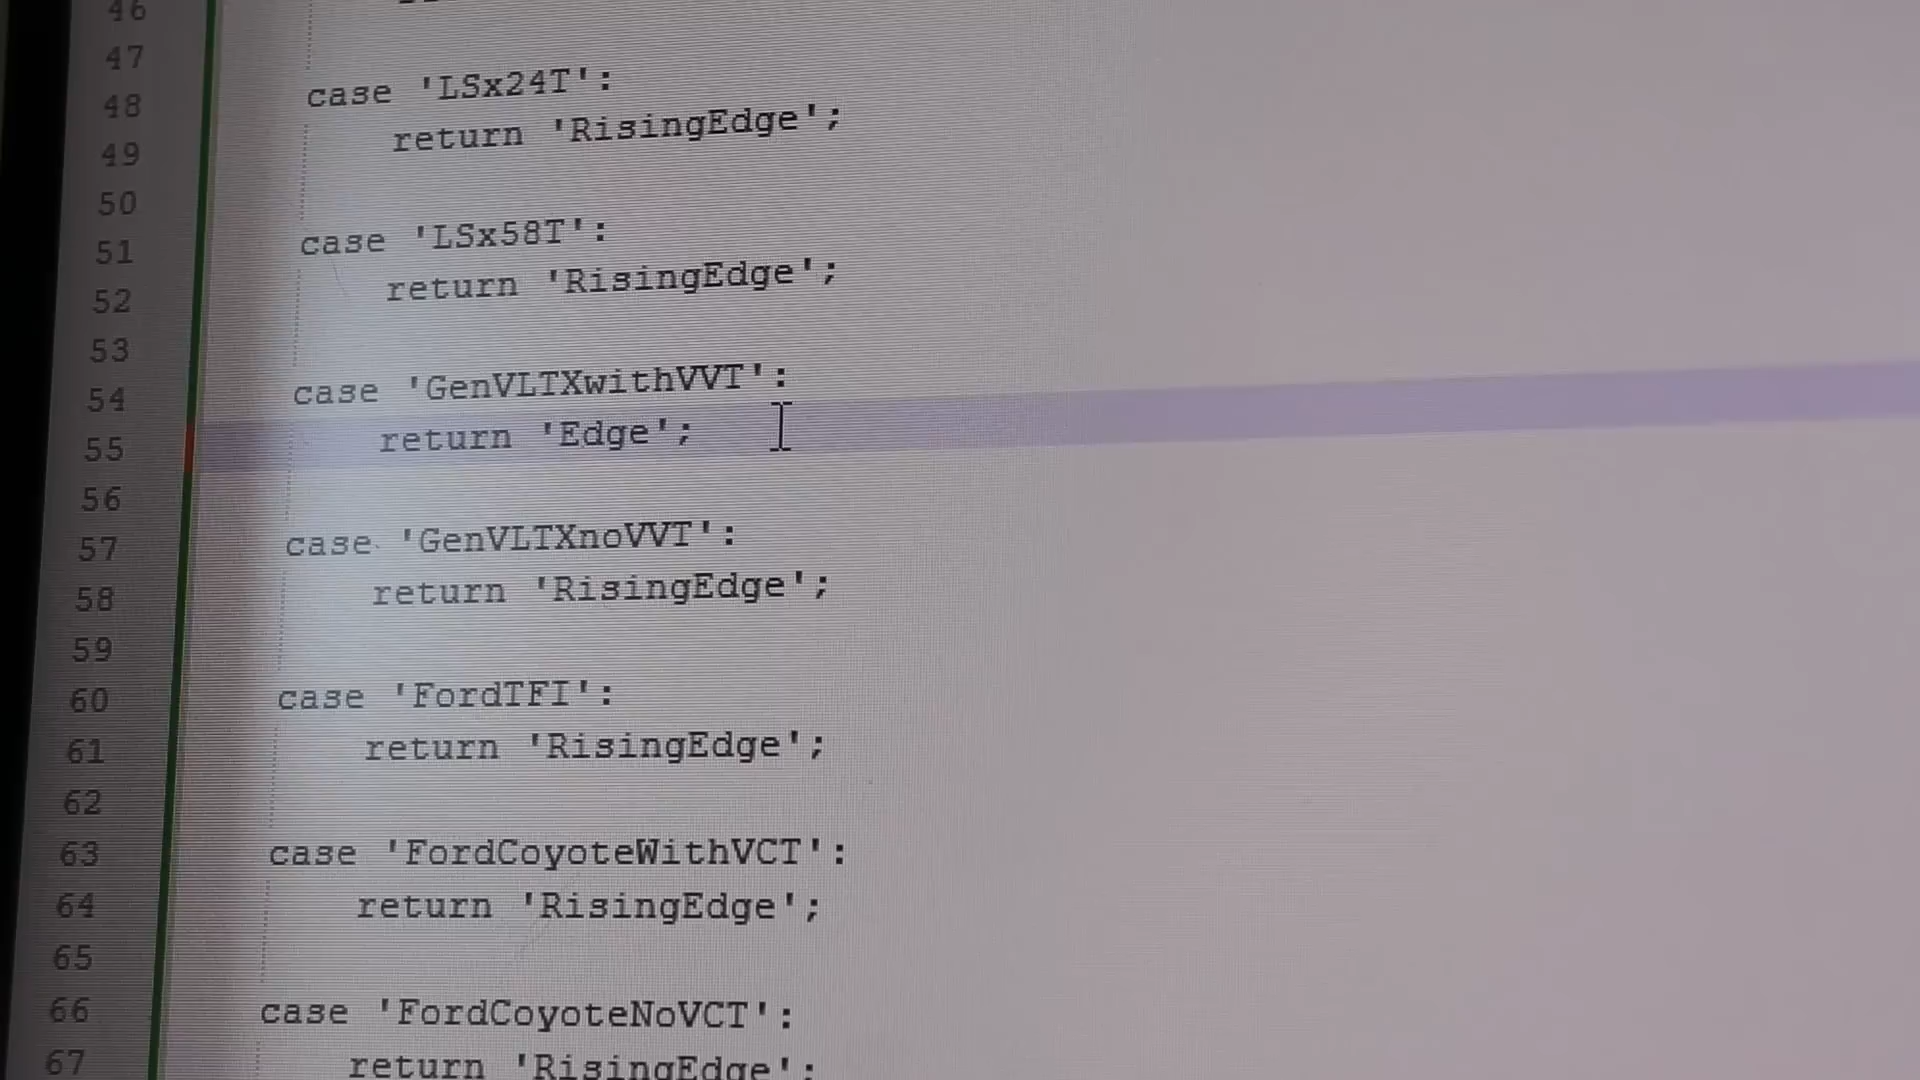 46
47
48 case 'LSx24T':
49 return 'RisingEdge';
50
51 case 'LSx58T':
52 return 'RisingEdge';
53
54 case 'GenVLTXwithVVT':
55 return 'Edge';
56
57 case 'GenVLTXnoVVT':
58 return 'RisingEdge';
59
60 case 'FordTFI':
61 return 'RisingEdge';
62
63 case 'FordCoyoteWithVCT':
64 return 'RisingEdge';
65
66 case 'FordCoyoteNoVCT':
67 return 'RisingEdge';